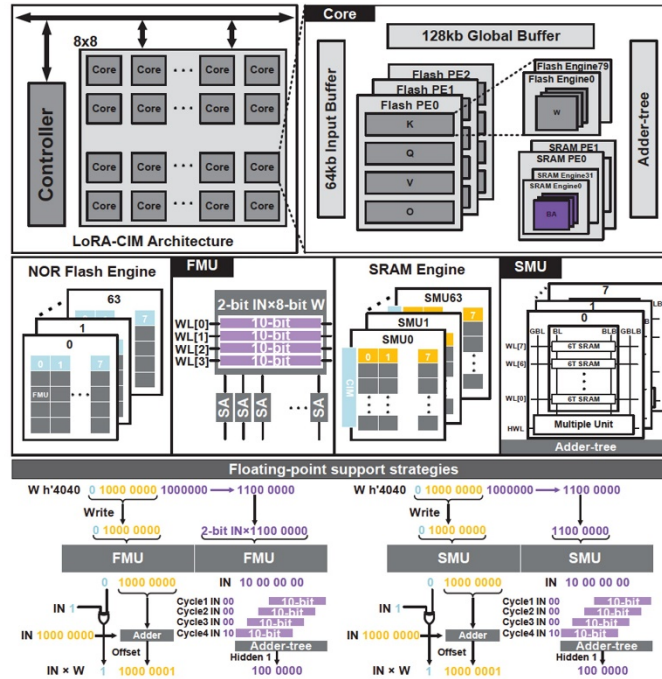 8x8
Controller
Core Core ... Core Core
Core Core Core Core
Core Core ... Core Core
Core Core Core Core
LoRA-CIM Architecture
Core
128kb Global Buffer
64kb Input Buffer
Flash PE2
Flash PE1
Flash PE0
K
Q
V
O
Flash Engine79
Flash Engine0
W
SRAM PE1
SRAM PE0
SRAM Engine31
SRAM Engine0
BA
Adder-tree
NOR Flash Engine
63
7
1
0
0 1 7
FMU
FMU
2-bit IN×8-bit W
WL[0] 10-bit
WL[1] 10-bit
WL[2] 10-bit
WL[3] 10-bit
SA SA SA ... SA
SRAM Engine
SMU63
7
SMU1
SMU0
0 1 7
CIM
SMU
7
1
0
GBL BL BLB GBLB
WL[7] 6T SRAM
WL[6] 6T SRAM
WL[0] 6T SRAM
HWL Multiple Unit
Adder-tree
Floating-point support strategies
W h'4040 0 1000 0000 1000000 → 1100 0000
Write
0 1000 0000 2-bit IN×1100 0000
FMU FMU
0 1000 0000 IN 10 00 00 00
IN 1
Cycle1 IN 00 10-bit
Cycle2 IN 00 10-bit
Cycle3 IN 00 10-bit
Cycle4 IN 10 10-bit
IN 1000 0000 Adder Adder-tree
Offset Hidden 1
IN × W 1 1000 0001 100 0000
W h'4040 0 1000 0000 1000000 → 1100 0000
Write
0 1000 0000 1100 0000
SMU SMU
0 1000 0000 IN 10 00 00 00
IN 1
Cycle1 IN 00 10-bit
Cycle2 IN 00 10-bit
Cycle3 IN 00 10-bit
Cycle4 IN 10 10-bit
IN 1000 0000 Adder Adder-tree
Offset Hidden 1
IN × W 1 1000 0001 100 0000